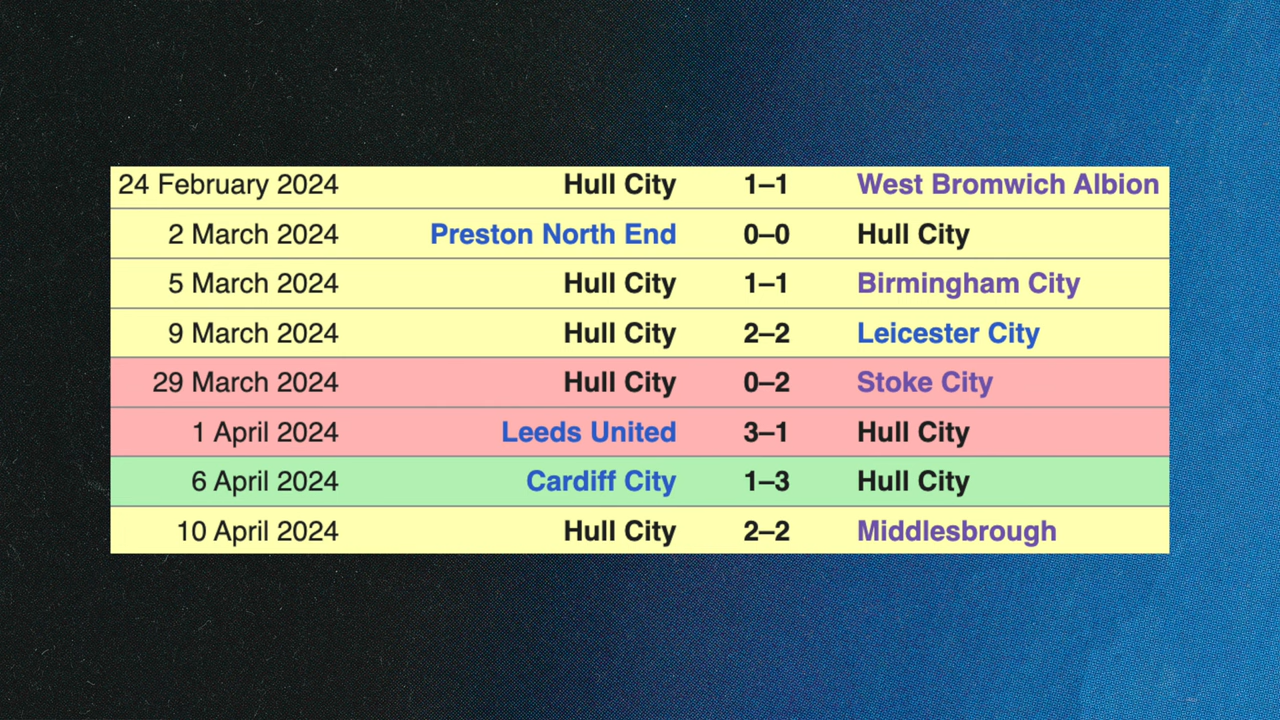 24 February 2024 Hull City 1–1 West Bromwich Albion
2 March 2024 Preston North End 0–0 Hull City
5 March 2024 Hull City 1–1 Birmingham City
9 March 2024 Hull City 2–2 Leicester City
29 March 2024 Hull City 0–2 Stoke City
1 April 2024 Leeds United 3–1 Hull City
6 April 2024 Cardiff City 1–3 Hull City
10 April 2024 Hull City 2–2 Middlesbrough